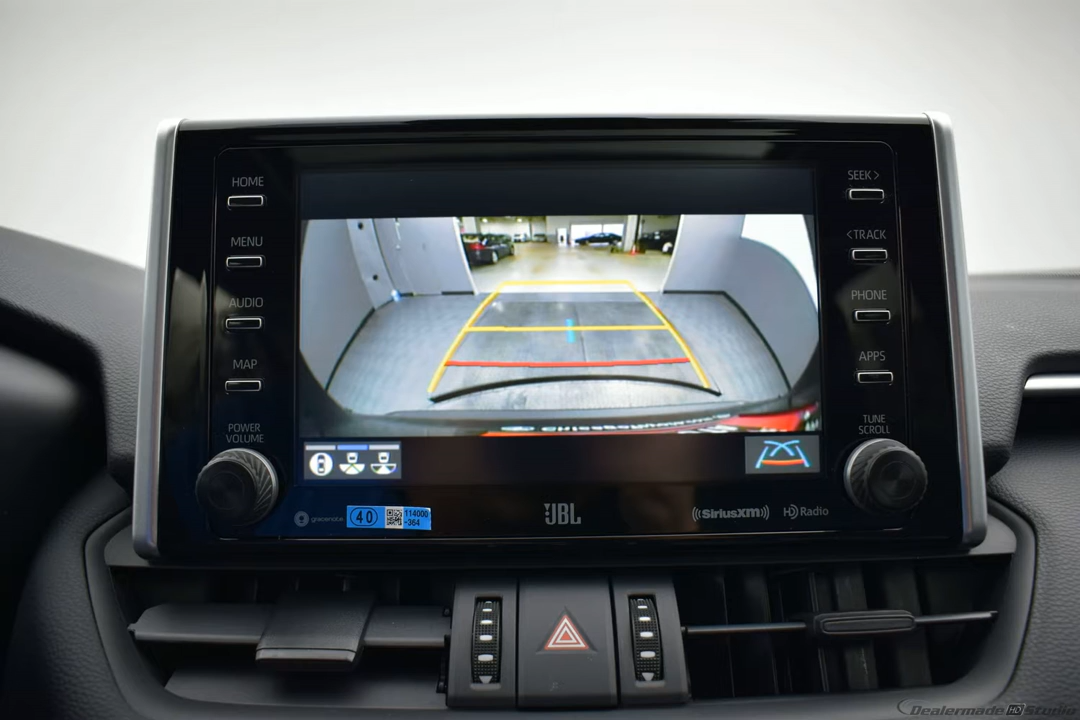 HOME
MENU
AUDIO
MAP
POWER
VOLUME
SEEK>
<TRACK
PHONE
APPS
TUNE
SCROLL
gracenote
40
114000
-364
JBL
SiriusXM
HD Radio
Dealermade HD Studio